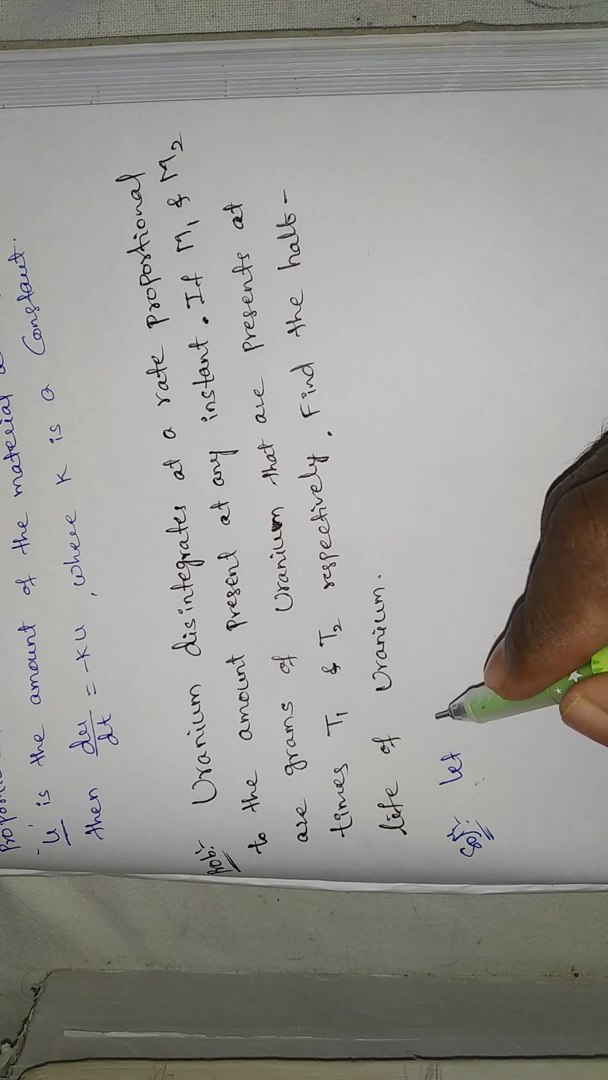 'u' is the amount of the material
then du/dt = -Ku , where K is a Constant.
Prob:- Uranium disintegrates at a rate proportional
to the amount present at any instant. If M1 & M2
are grams of Uranium that are presents at
times T1 & T2 respectively. Find the half-
life of Uranium.
Sol:- Let